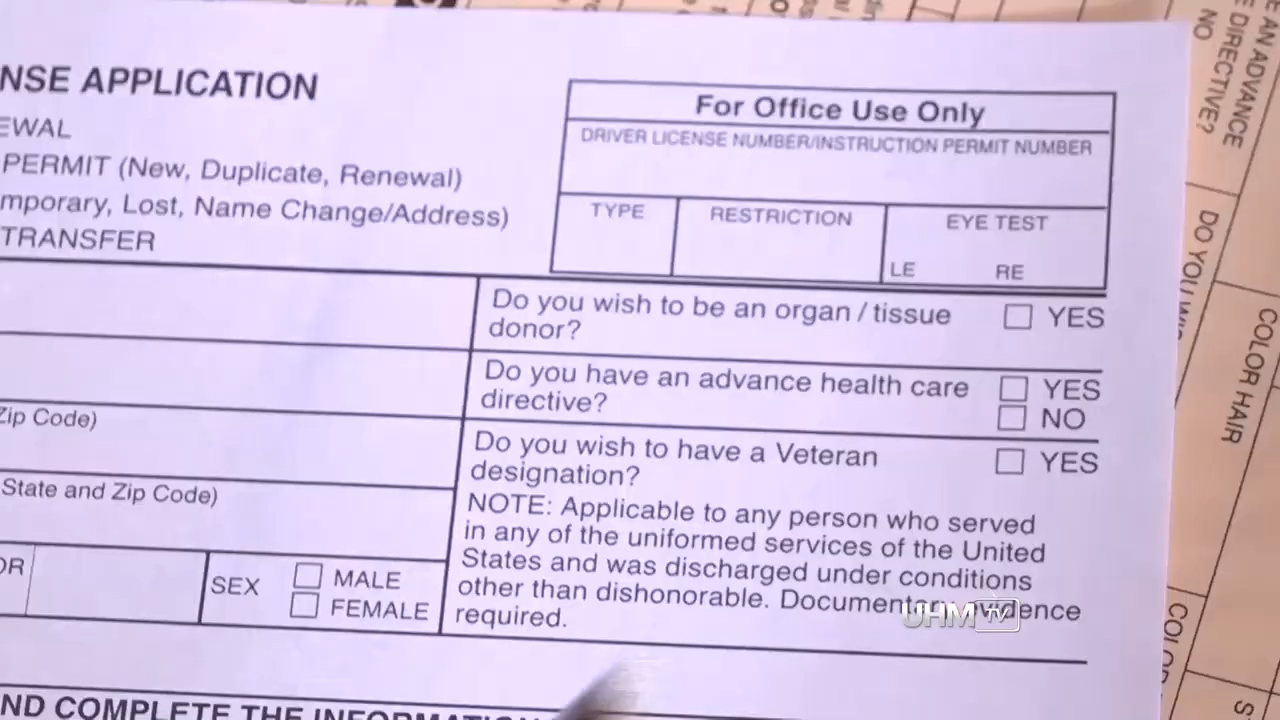 NSE APPLICATION
EWAL
PERMIT (New, Duplicate, Renewal)
mporary, Lost, Name Change/Address)
TRANSFER
For Office Use Only
DRIVER LICENSE NUMBER/INSTRUCTION PERMIT NUMBER
TYPE
RESTRICTION
EYE TEST
LE
RE
Do you wish to be an organ / tissue
donor?
YES
Do you have an advance health care
directive?
YES
NO
Zip Code)
Do you wish to have a Veteran
designation?
YES
State and Zip Code)
NOTE: Applicable to any person who served
in any of the uniformed services of the United
States and was discharged under conditions
other than dishonorable. Documentary evidence
required.
OR
SEX
MALE
FEMALE
ND COMPLETE THE INFORMATION
UHM TV
E AN ADVANCE
E DIRECTIVE?
NO
DO YOU WIS
COLOR HAIR
COLOR